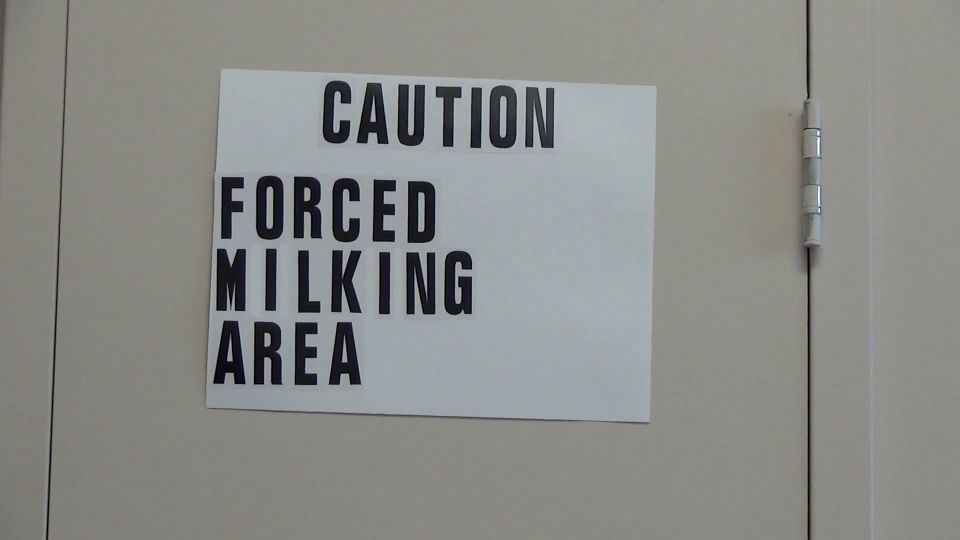 CAUTION
FORCED
MILKING
AREA